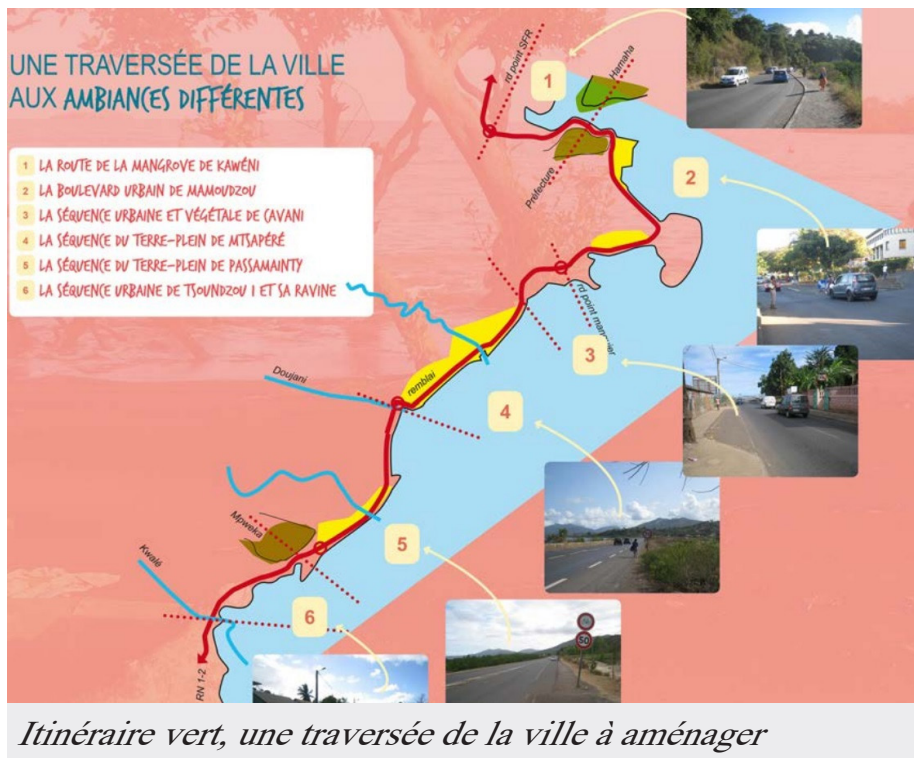 UNE TRAVERSÉE DE LA VILLE
AUX AMBIANCES DIFFÉRENTES
1 LA ROUTE DE LA MANGROVE DE KAWÉNI
2 LA BOULEVARD URBAIN DE MAMOUDZOU
3 LA SÉQUENCE URBAINE ET VÉGÉTALE DE CAVANI
4 LA SÉQUENCE DU TERRE-PLEIN DE MTSAPÉRÉ
5 LA SÉQUENCE DU TERRE-PLEIN DE PASSAMAINTY
6 LA SÉQUENCE URBAINE DE TSOUNDZOU I ET SA RAVINE
rd point SFR
1
Hamaha
Préfecture
2
rd point manguier
3
remblai
Doujani
4
Mpweka
5
50
Kwalé
6
RN 1-2
Itinéraire vert, une traversée de la ville à aménager